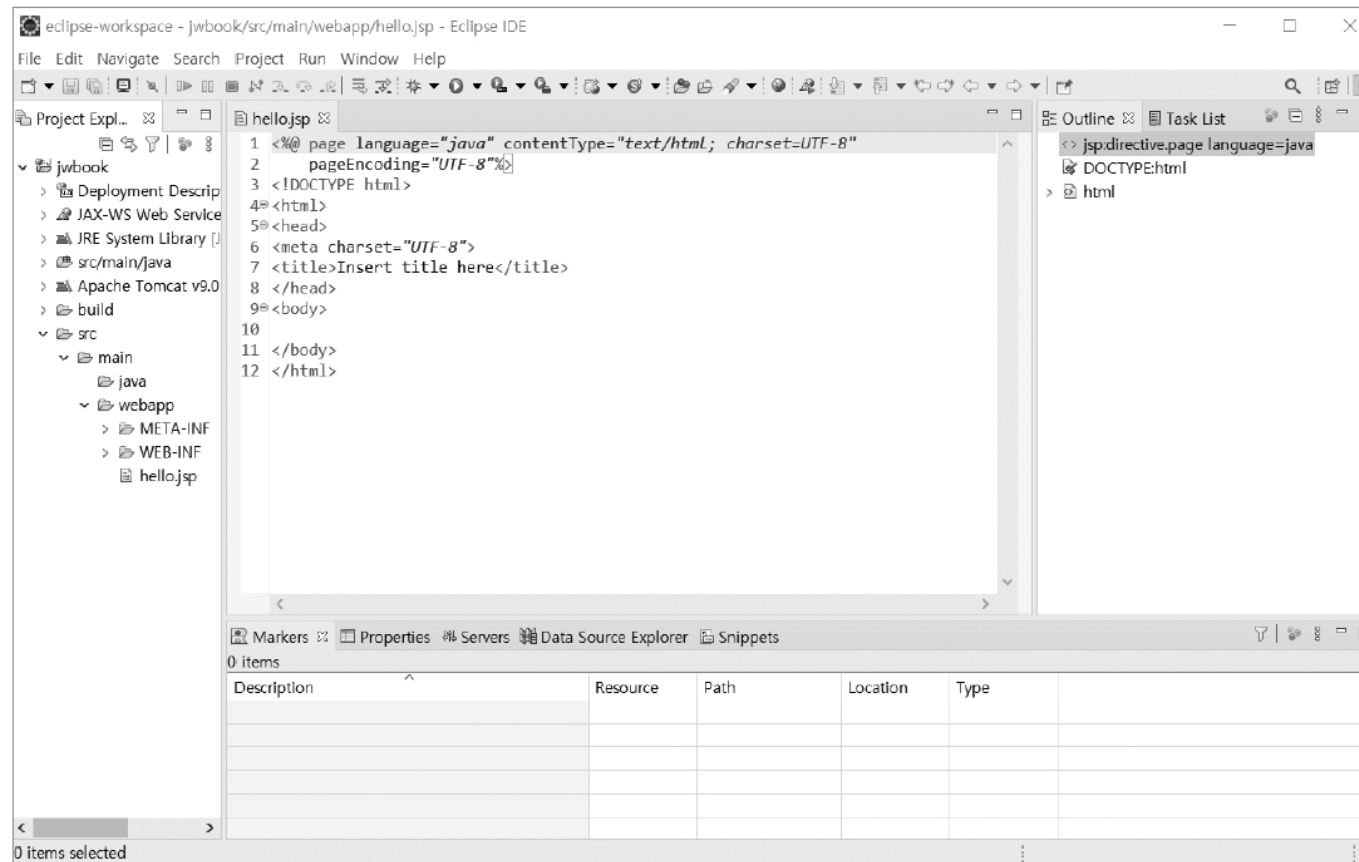 eclipse-workspace - jwbook/src/main/webapp/hello.jsp - Eclipse IDE
File Edit Navigate Search Project Run Window Help
Project Expl...
jwbook
Deployment Descrip
JAX-WS Web Service
JRE System Library [J
src/main/java
Apache Tomcat v9.0
build
src
main
java
webapp
META-INF
WEB-INF
hello.jsp
hello.jsp
1 <%@ page language="java" contentType="text/html; charset=UTF-8"
2     pageEncoding="UTF-8"%>
3 <!DOCTYPE html>
4 <html>
5 <head>
6 <meta charset="UTF-8">
7 <title>Insert title here</title>
8 </head>
9 <body>
10
11 </body>
12 </html>
Outline Task List
jsp:directive.page language=java
DOCTYPE:html
html
Markers Properties Servers Data Source Explorer Snippets
0 items
Description Resource Path Location Type
0 items selected